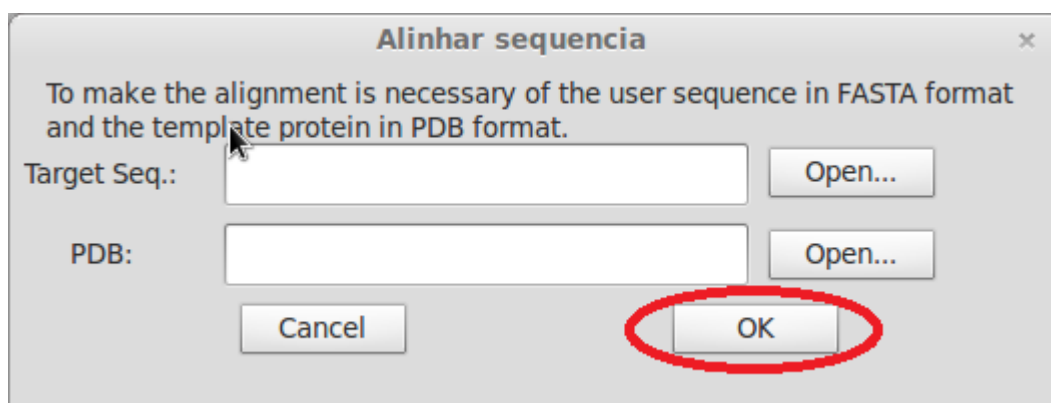 Alinhar sequencia ×
To make the alignment is necessary of the user sequence in FASTA format
and the template protein in PDB format.
Target Seq.: Open...
PDB: Open...
Cancel OK